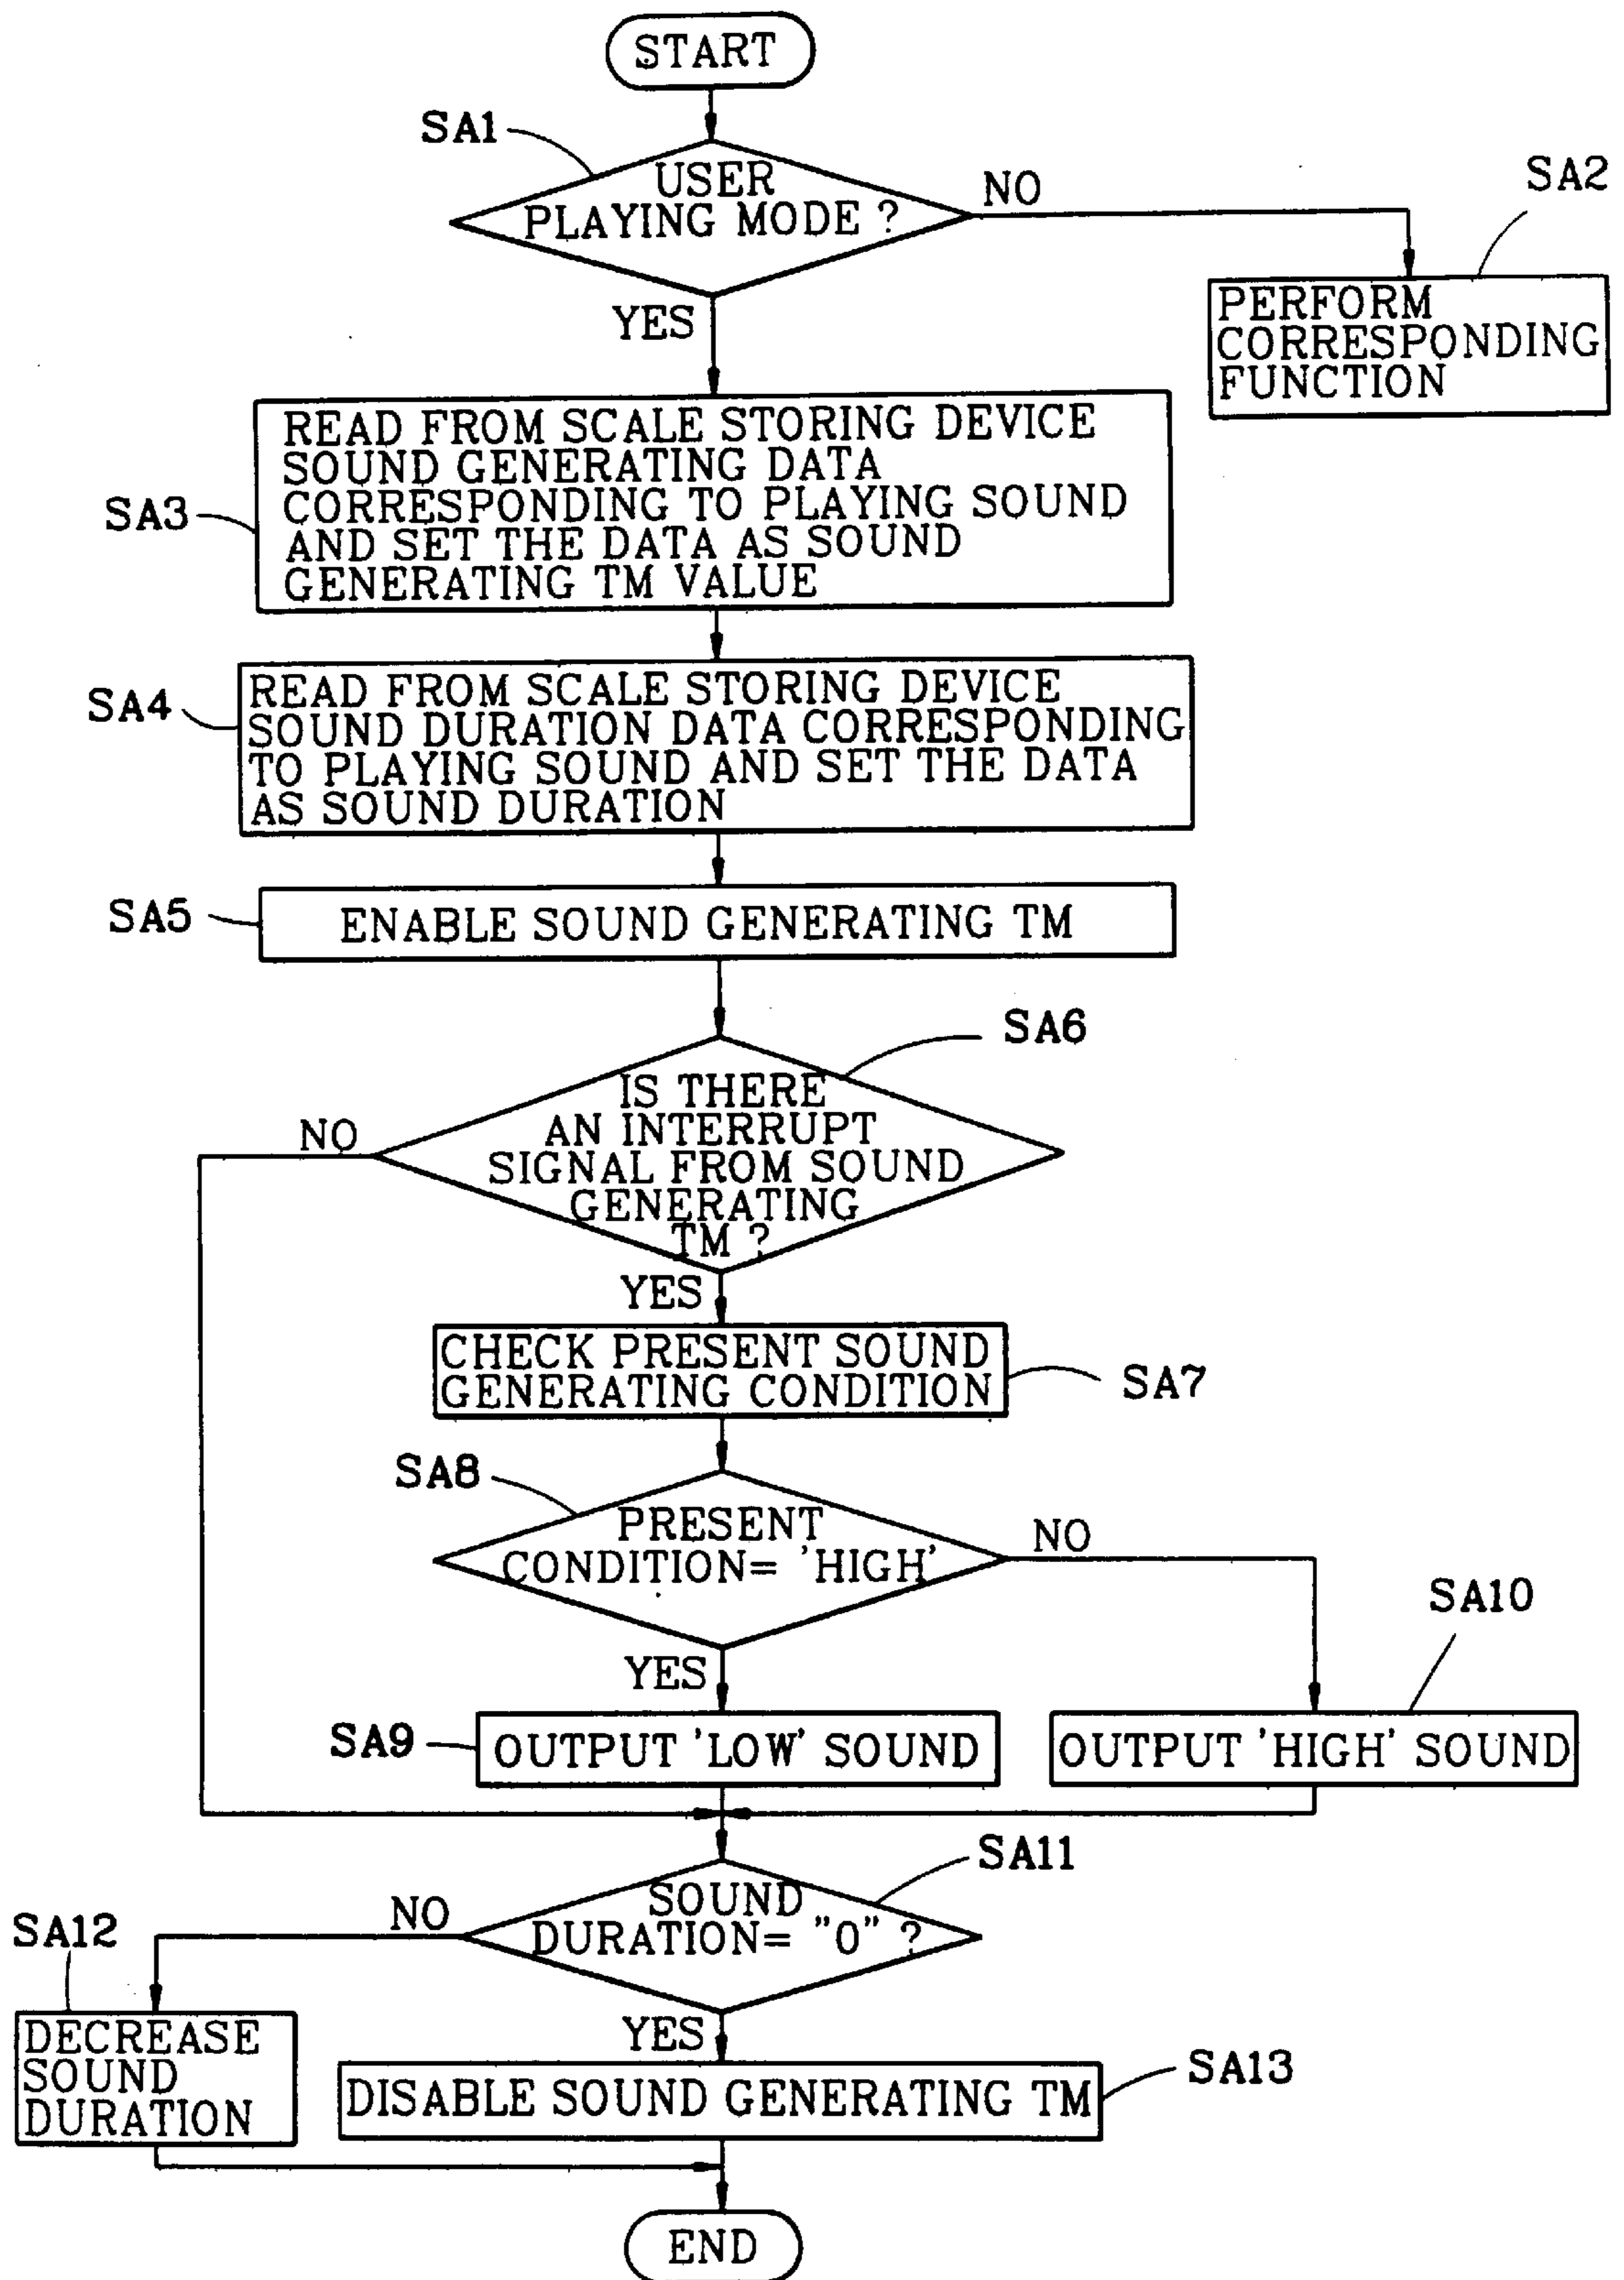 START
SA1
USER
PLAYING MODE ?
NO
SA2
PERFORM
CORRESPONDING
FUNCTION
YES
READ FROM SCALE STORING DEVICE
SOUND GENERATING DATA
CORRESPONDING TO PLAYING SOUND
AND SET THE DATA AS SOUND
GENERATING TM VALUE
SA3
READ FROM SCALE STORING DEVICE
SOUND DURATION DATA CORRESPONDING
TO PLAYING SOUND AND SET THE DATA
AS SOUND DURATION
SA4
SA5
ENABLE SOUND GENERATING TM
SA6
IS THERE
AN INTERRUPT
SIGNAL FROM SOUND
GENERATING
TM ?
NO
YES
CHECK PRESENT SOUND
GENERATING CONDITION
SA7
SA8
PRESENT
CONDITION= 'HIGH'
NO
YES
SA10
SA9
OUTPUT 'LOW' SOUND
OUTPUT 'HIGH' SOUND
SA11
SOUND
DURATION= "0" ?
NO
SA12
YES
DECREASE
SOUND
DURATION
DISABLE SOUND GENERATING TM
SA13
END